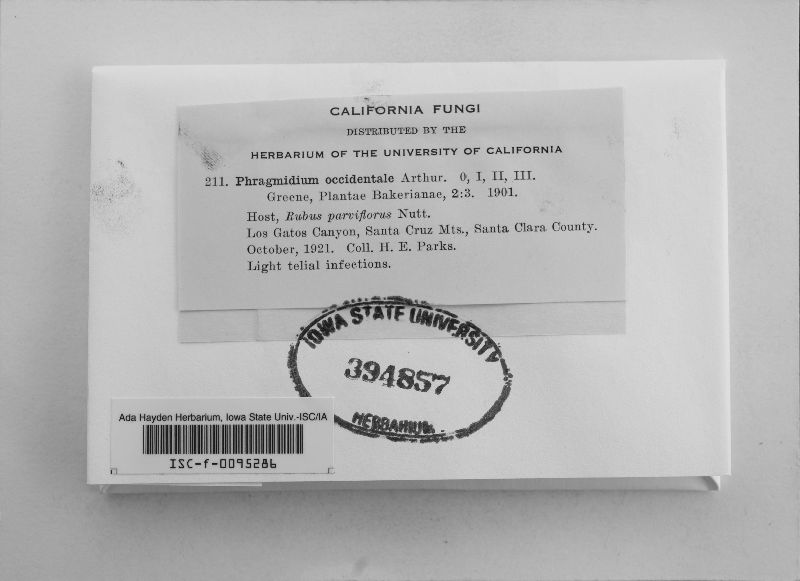 CALIFORNIA FUNGI
DISTRIBUTED BY THE
HERBARIUM OF THE UNIVERSITY OF CALIFORNIA
211. Phragmidium occidentale Arthur. 0, I, II, III.
Greene, Plantae Bakerianae, 2:3. 1901.
Host, Rubus parviflorus Nutt.
Los Gatos Canyon, Santa Cruz Mts., Santa Clara County.
October, 1921. Coll. H. E. Parks.
Light telial infections.
IOWA STATE UNIVERSITY
394857
HERBARIUM
Ada Hayden Herbarium, Iowa State Univ.-ISC/IA
ISC-f-0095286